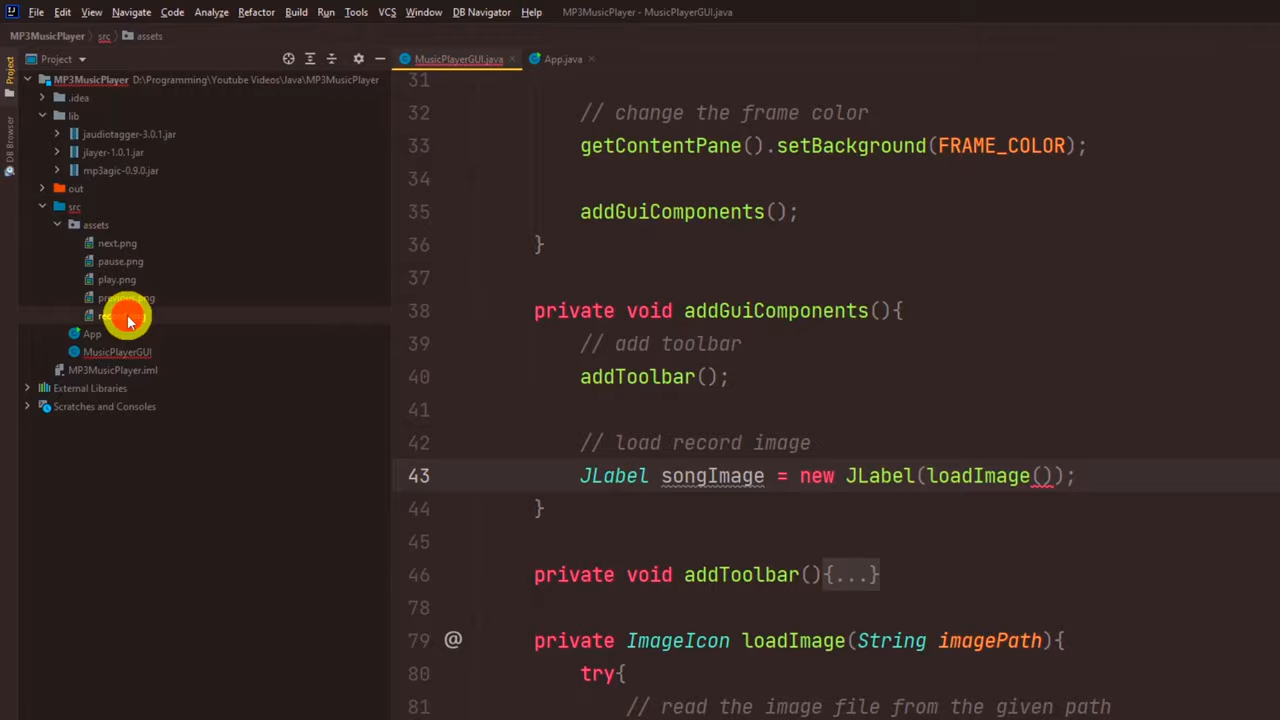 File Edit View Navigate Code Analyze Refactor Build Run Tools VCS Window DB Navigator Help MP3MusicPlayer - MusicPlayerGUI.java
MP3MusicPlayer src assets
Project
DB Browser
Project
MP3MusicPlayer D:\Programming\Youtube Videos\Java\MP3MusicPlayer
.idea
lib
jaudiotagger-3.0.1.jar
jlayer-1.0.1.jar
mp3agic-0.9.0.jar
out
src
assets
next.png
pause.png
play.png
previous.png
App
MusicPlayerGUI
MP3MusicPlayer.iml
External Libraries
Scratches and Consoles
MusicPlayerGUI.java App.java
31
32 // change the frame color
33 getContentPane().setBackground(FRAME_COLOR);
34
35 addGuiComponents();
36 }
37
38 private void addGuiComponents(){
39 // add toolbar
40 addToolbar();
41
42 // load record image
43 JLabel songImage = new JLabel(loadImage());
44 }
45
46 private void addToolbar(){...}
78
79 @ private ImageIcon loadImage(String imagePath){
80 try{
81 // read the image file from the given path